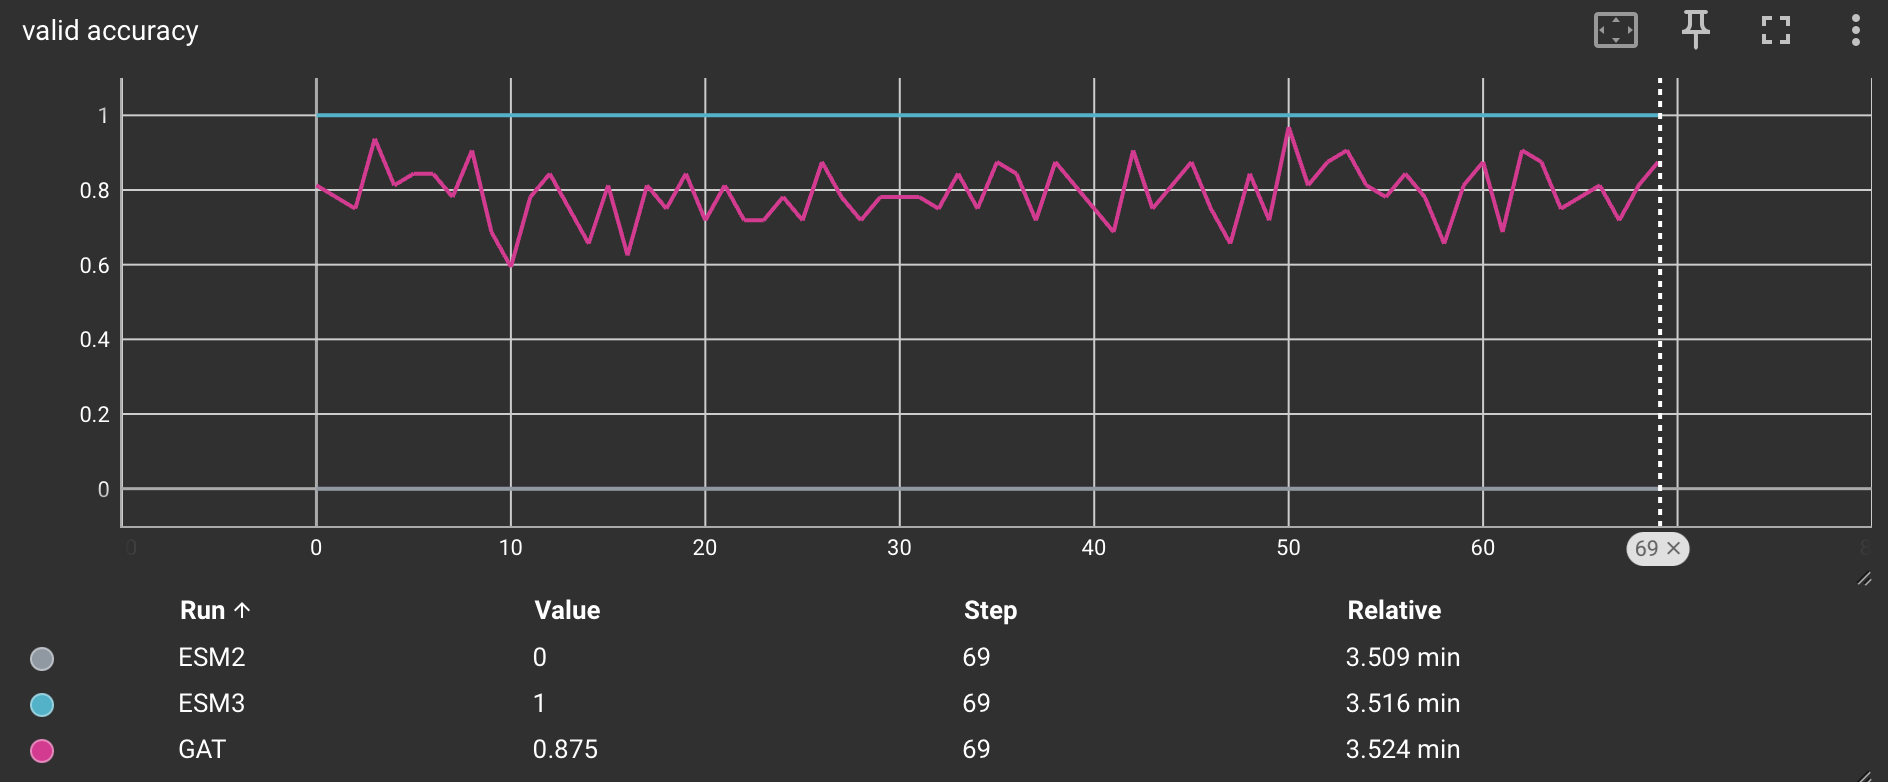 valid accuracy
1
0.8
0.6
0.4
0.2
0
0 0 10 20 30 40 50 60 69 ×
Run ↑ Value Step Relative
ESM2 0 69 3.509 min
ESM3 1 69 3.516 min
GAT 0.875 69 3.524 min